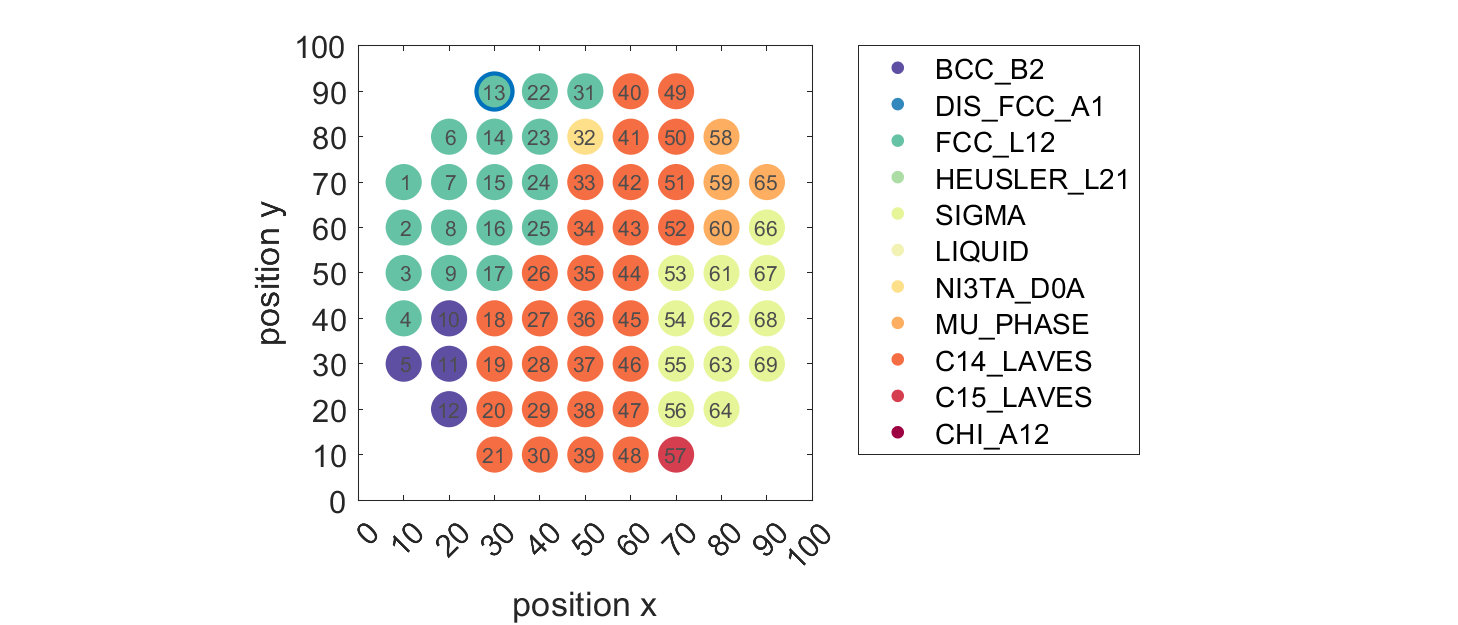 100
90
80
70
60
50
40
30
20
10
0
13 22 31 40 49
6 14 23 32 41 50 58
1 7 15 24 33 42 51 59 65
2 8 16 25 34 43 52 60 66
3 9 17 26 35 44 53 61 67
4 10 18 27 36 45 54 62 68
5 11 19 28 37 46 55 63 69
12 20 29 38 47 56 64
21 30 39 48 57
0 10 20 30 40 50 60 70 80 90 100
position x
position y
BCC_B2
DIS_FCC_A1
FCC_L12
HEUSLER_L21
SIGMA
LIQUID
NI3TA_D0A
MU_PHASE
C14_LAVES
C15_LAVES
CHI_A12